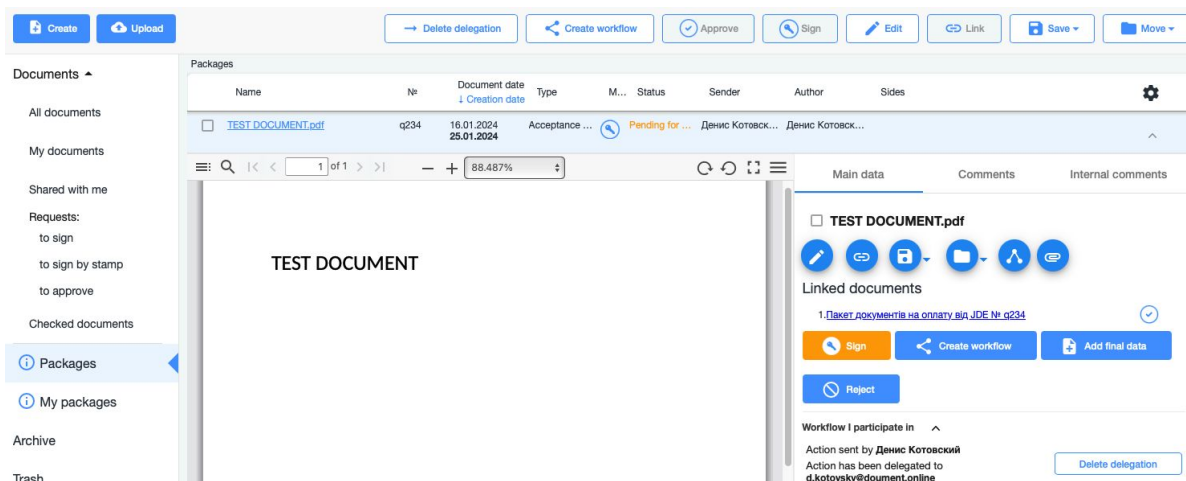 Create Upload Delete delegation Create workflow Approve Sign Edit Link Save Move
Documents
All documents
My documents
Shared with me
Requests:
to sign
to sign by stamp
to approve
Checked documents
Packages
My packages
Archive
Trash
Packages
Name № Document date Type M... Status Sender Author Sides
↓ Creation date
TEST DOCUMENT.pdf q234 16.01.2024 Acceptance ... Pending for ... Денис Котовск... Денис Котовск...
25.01.2024
1 of 1 88.487%
TEST DOCUMENT
Main data Comments Internal comments
TEST DOCUMENT.pdf
Linked documents
1.Пакет документів на оплату від JDE № q234
Sign Create workflow Add final data
Reject
Workflow I participate in
Action sent by Денис Котовский
Action has been delegated to
d.kotovsky@doument.online
Delete delegation